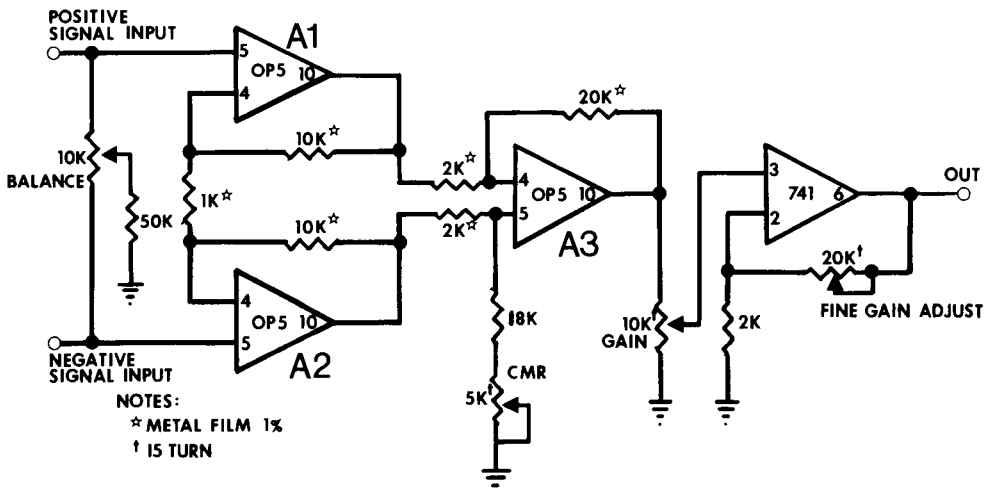 POSITIVE
SIGNAL INPUT
A1
5
OP5
10
4
10K☆
20K☆
10K
BALANCE
1K☆
50K
2K☆
4
OP5
10
5
2K☆
A3
10K☆
3
741
6
2
OUT
20K†
FINE GAIN ADJUST
4
OP5
10
5
A2
18K
10K†
GAIN
2K
NEGATIVE
SIGNAL INPUT
CMR
5K†
NOTES:
☆ METAL FILM 1%
† 15 TURN